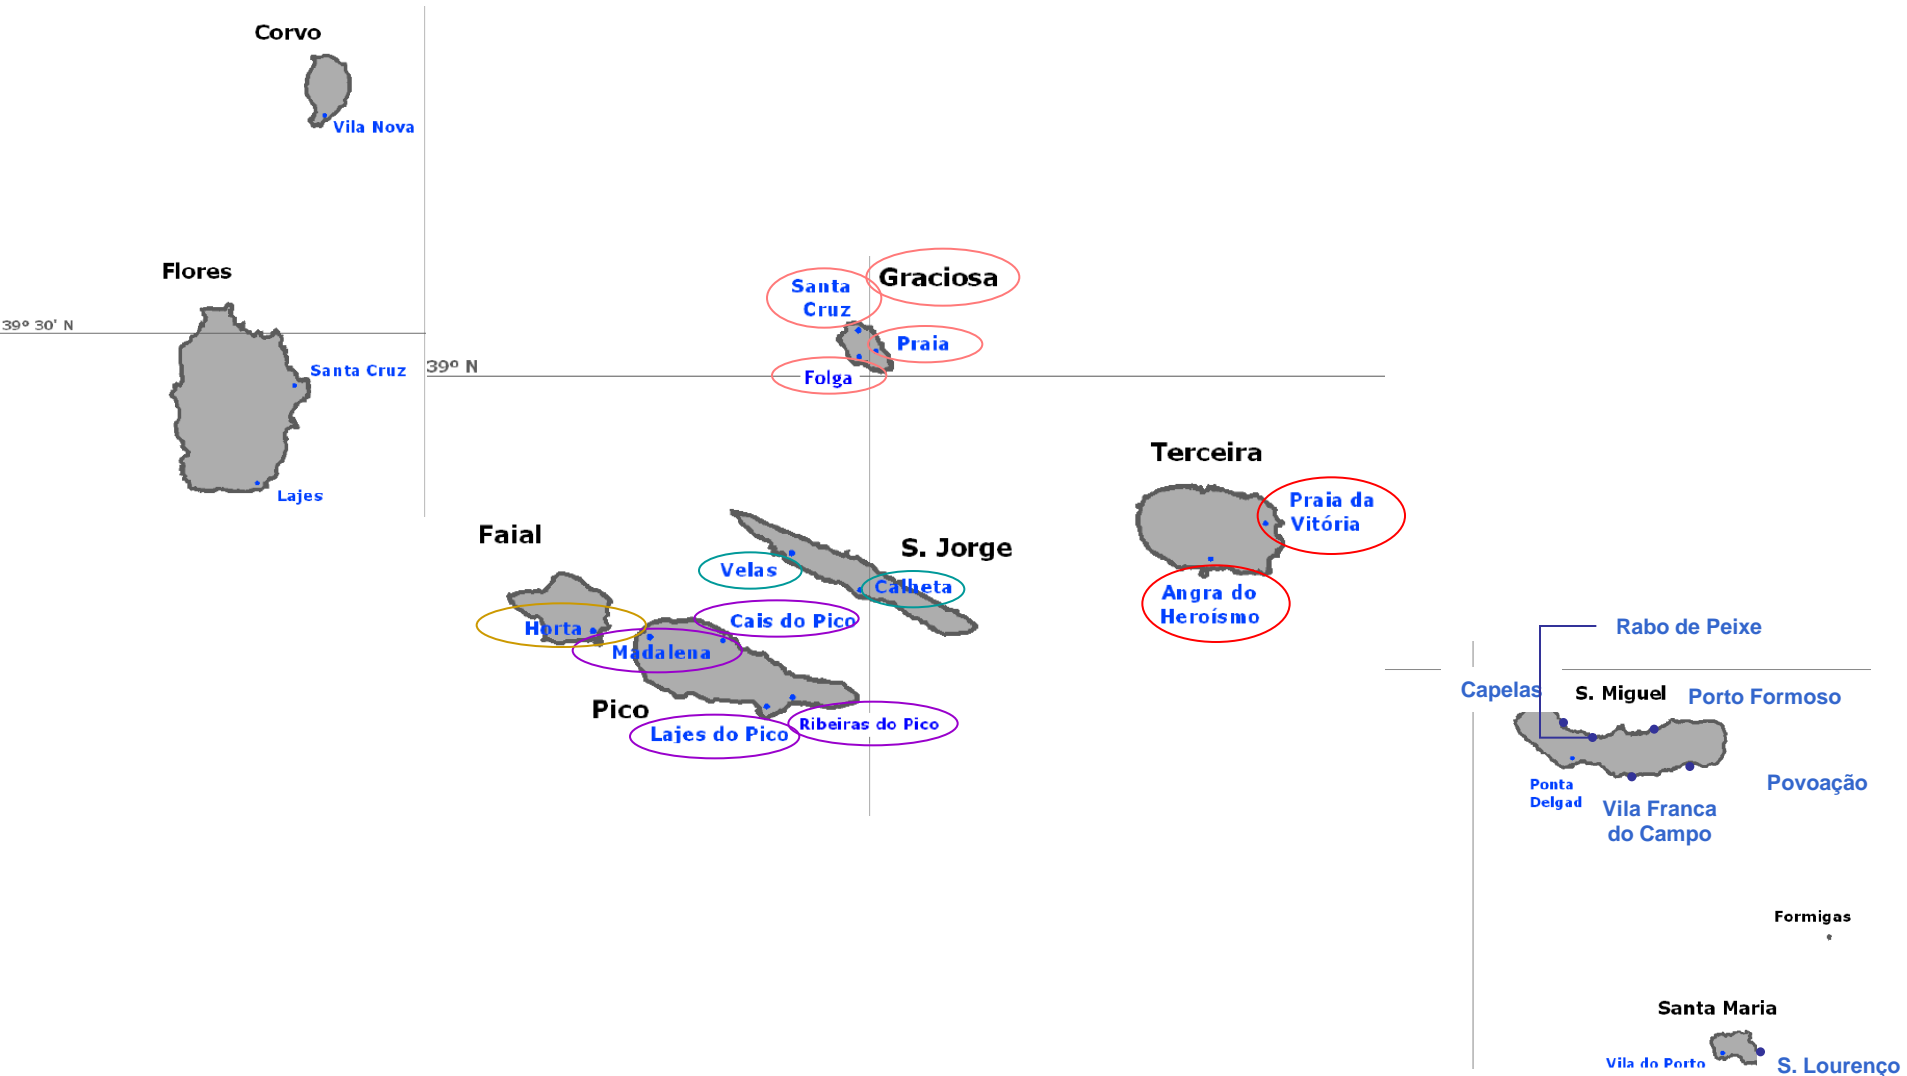 Corvo
Vila Nova
Flores
39º 30' N
Santa Cruz
Lajes
39º N
Graciosa
Santa
Cruz
Praia
Folga
Terceira
Praia da
Vitória
Angra do
Heroísmo
Faial
S. Jorge
Velas
Calheta
Horta
Cais do Pico
Madalena
Pico
Lajes do Pico
Ribeiras do Pico
Rabo de Peixe
Capelas
S. Miguel
Porto Formoso
Ponta
Delgad
Vila Franca
do Campo
Povoação
Formigas
Santa Maria
Vila do Porto
S. Lourenço